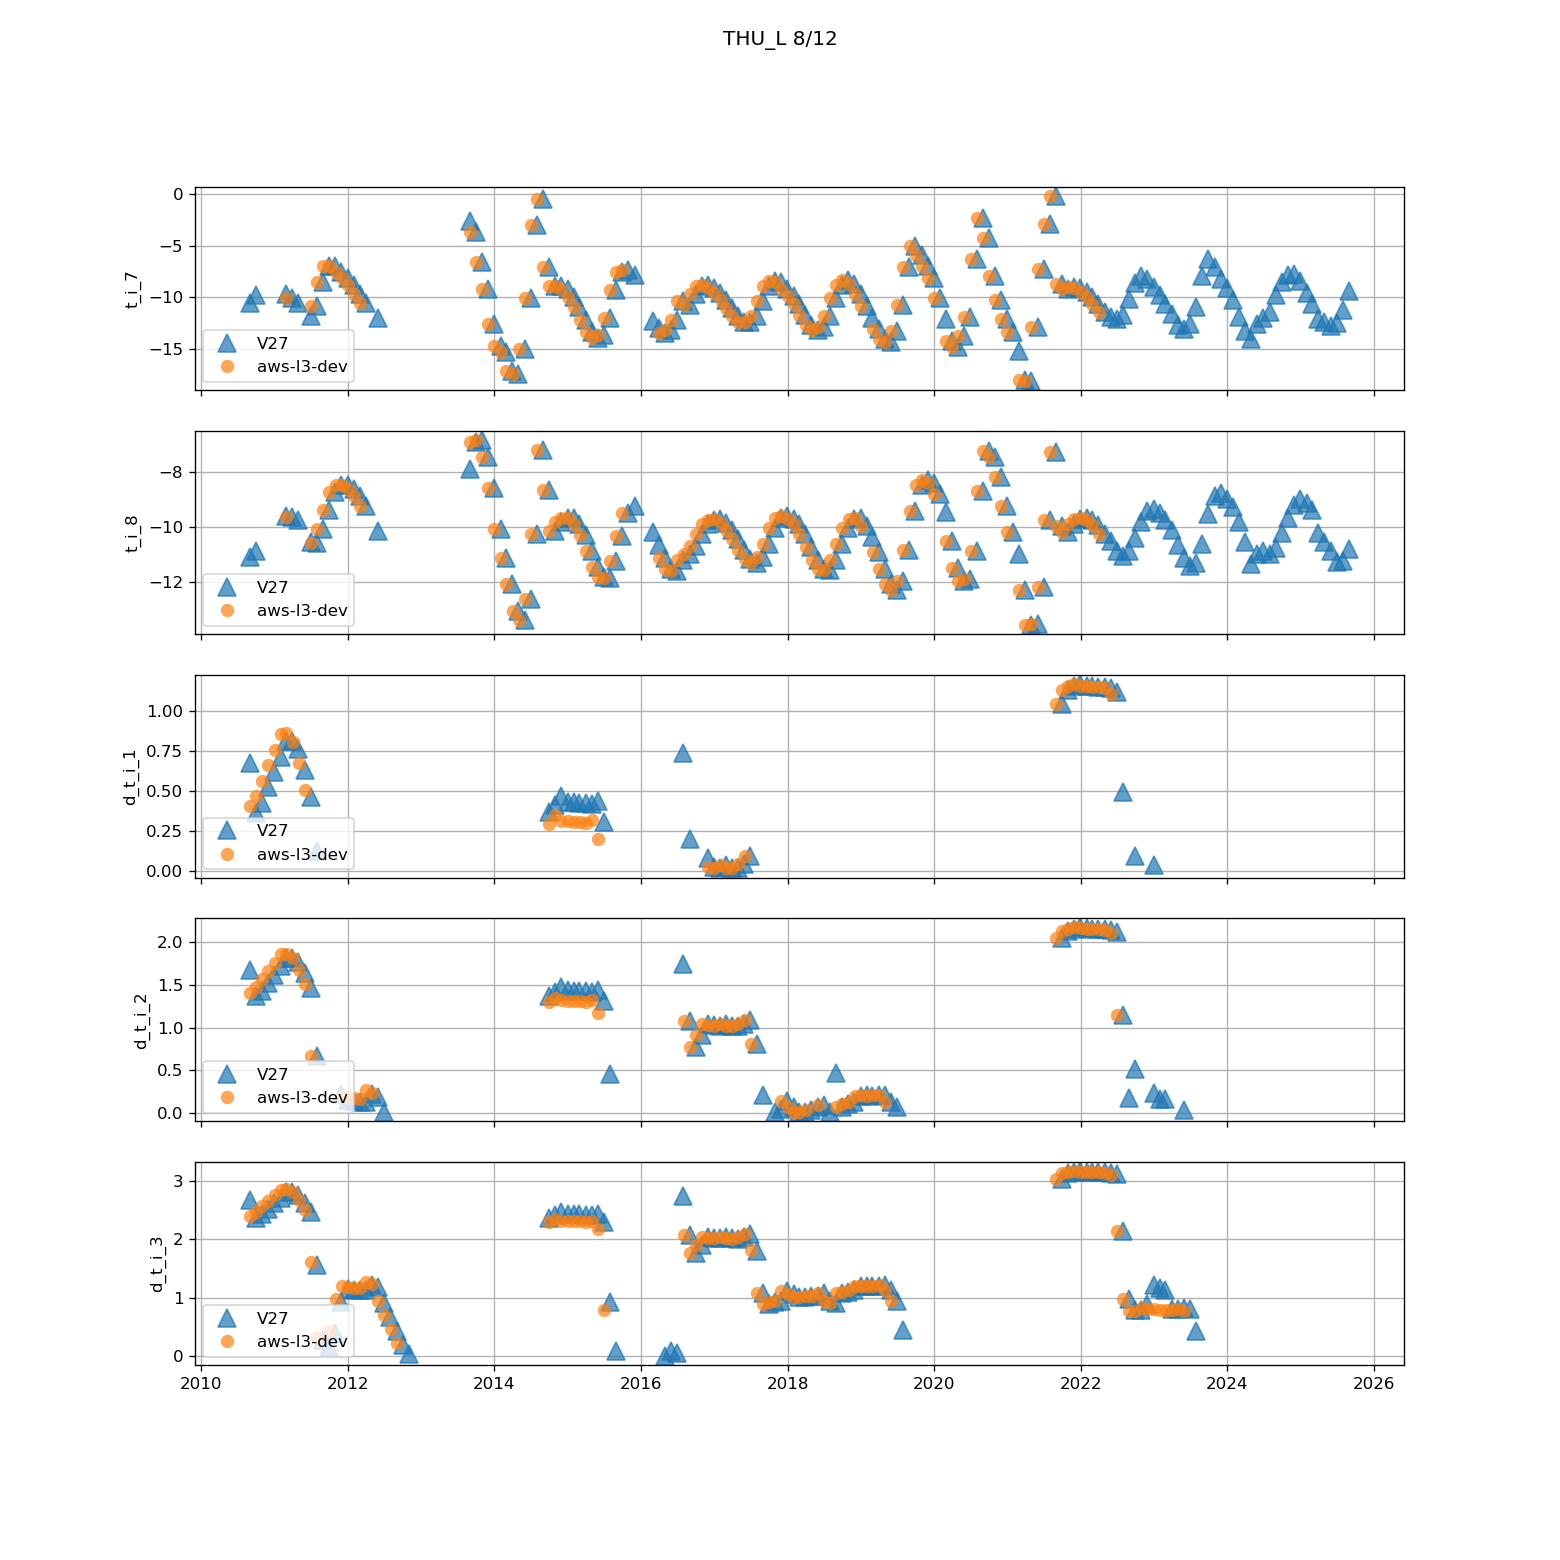 THU_L 8/12
0
−5
−10
−15
t_i_7
V27
aws-l3-dev
−8
−10
−12
t_i_8
V27
aws-l3-dev
1.00
0.75
0.50
0.25
0.00
d_t_i_1
V27
aws-l3-dev
2.0
1.5
1.0
0.5
0.0
d_t_i_2
V27
aws-l3-dev
3
2
1
0
d_t_i_3
V27
aws-l3-dev
2010 2012 2014 2016 2018 2020 2022 2024 2026